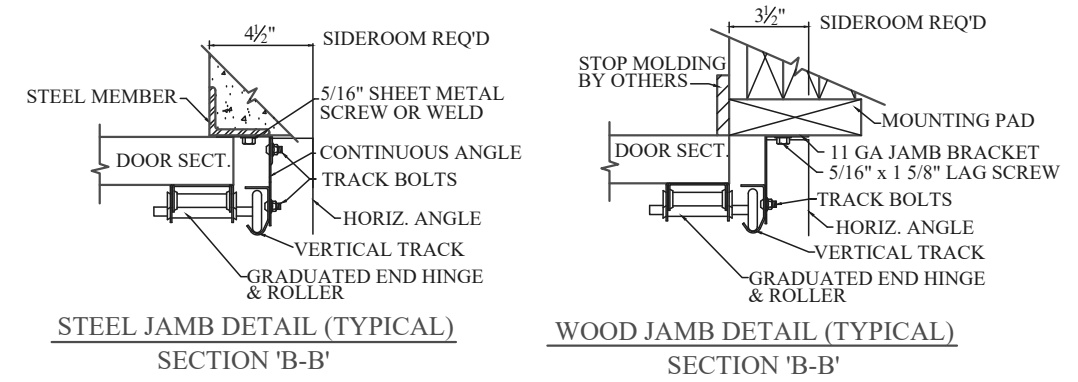 4½"
SIDEROOM REQ'D
STEEL MEMBER
5/16" SHEET METAL
SCREW OR WELD
DOOR SECT.
CONTINUOUS ANGLE
TRACK BOLTS
HORIZ. ANGLE
VERTICAL TRACK
GRADUATED END HINGE
& ROLLER
STEEL JAMB DETAIL (TYPICAL)
SECTION 'B-B'
3½"
SIDEROOM REQ'D
STOP MOLDING
BY OTHERS
MOUNTING PAD
DOOR SECT.
11 GA JAMB BRACKET
5/16" x 1 5/8" LAG SCREW
TRACK BOLTS
HORIZ. ANGLE
VERTICAL TRACK
GRADUATED END HINGE
& ROLLER
WOOD JAMB DETAIL (TYPICAL)
SECTION 'B-B'